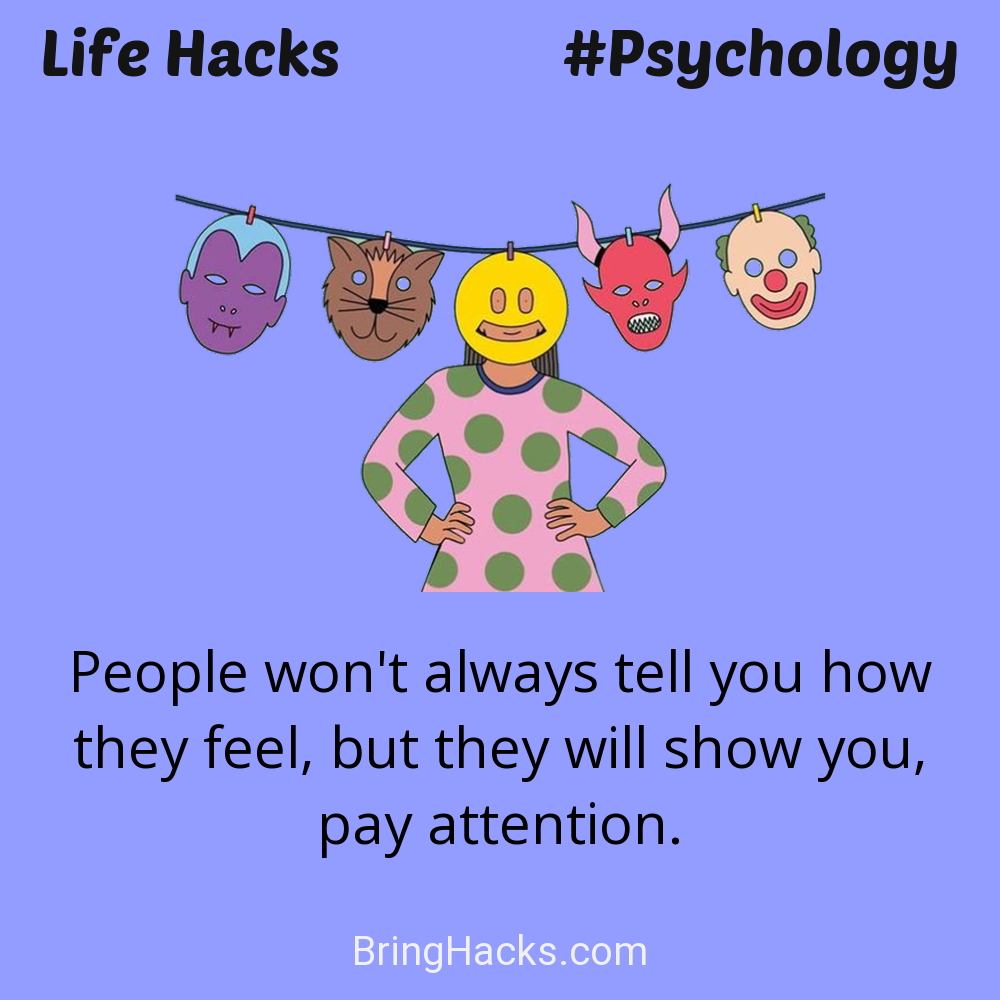 Life Hacks
#Psychology
People won't always tell you how
they feel, but they will show you,
pay attention.
BringHacks.com